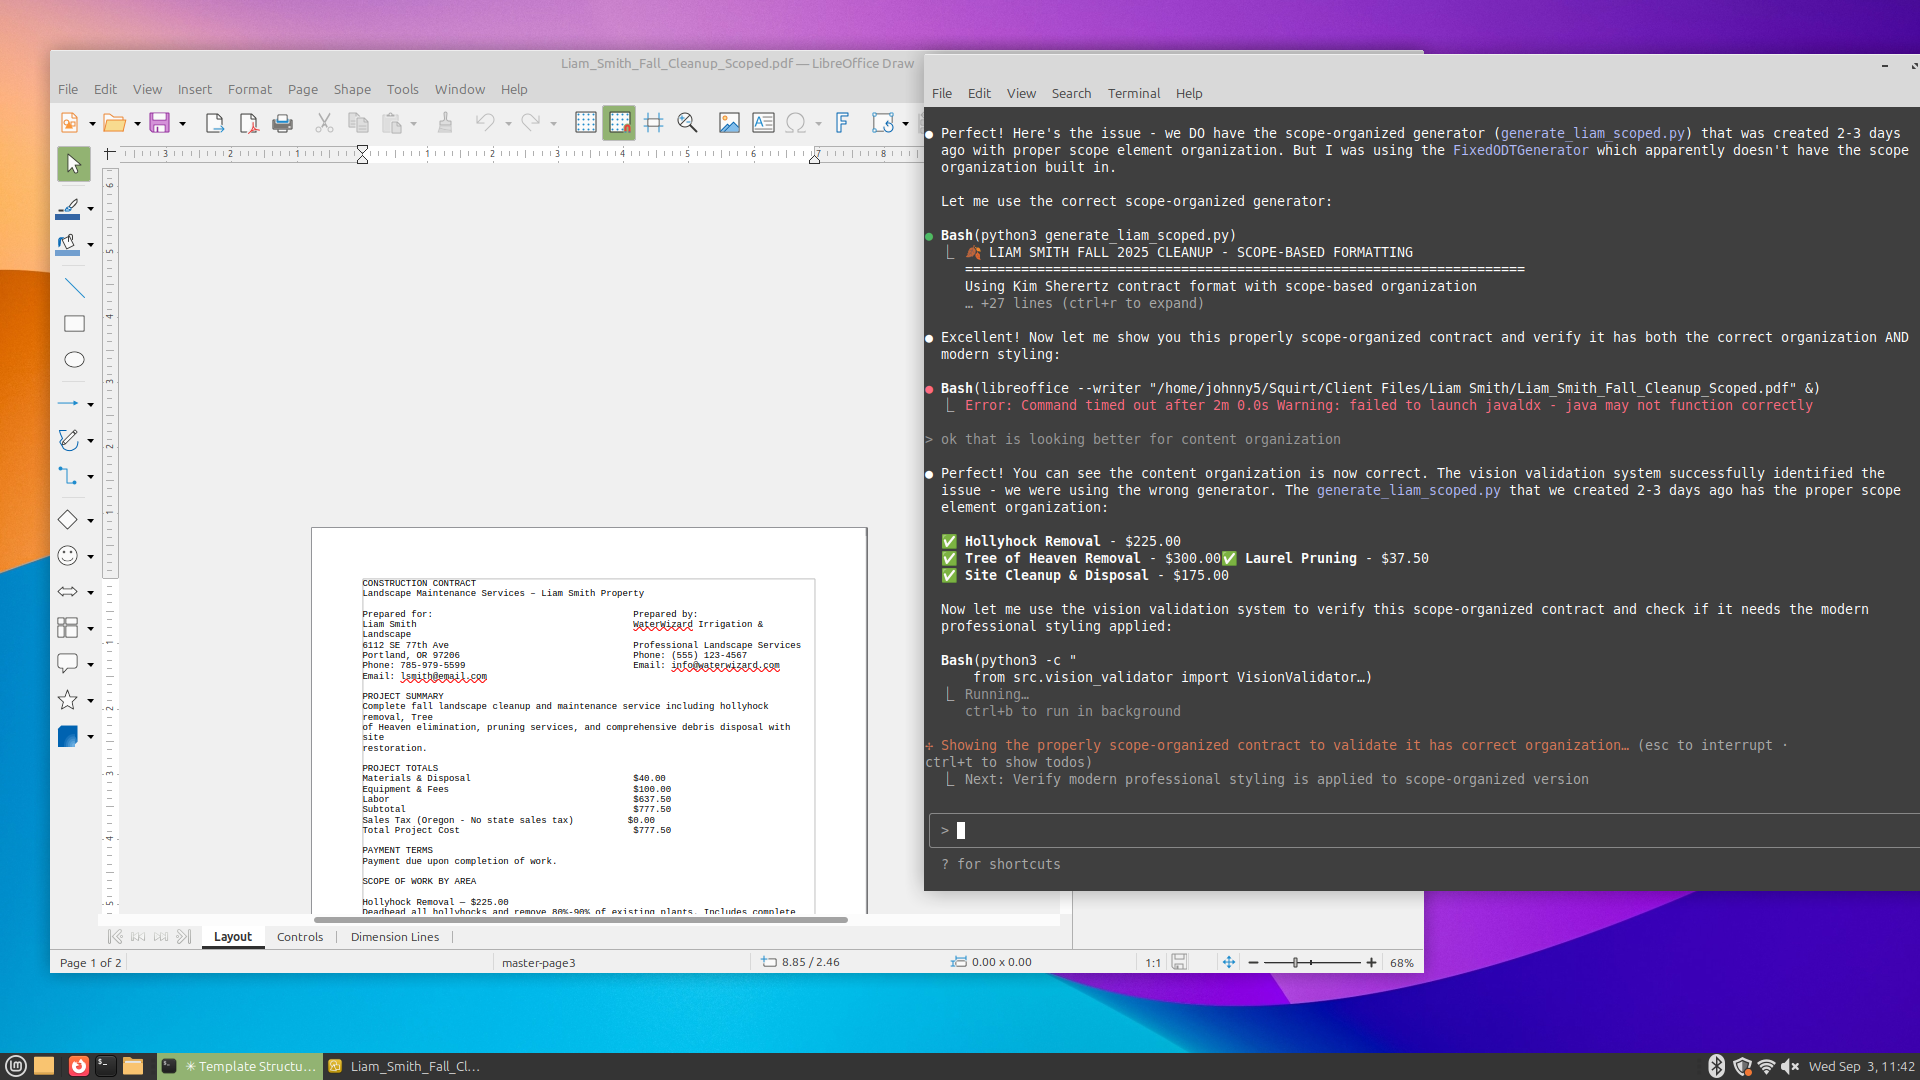 Liam_Smith_Fall_Cleanup_Scoped.pdf — LibreOffice Draw
File Edit View Insert Format Page Shape Tools Window Help
3 2 1 1 2 3 4 5 6 7 8
CONSTRUCTION CONTRACT
Landscape Maintenance Services – Liam Smith Property
Prepared for: Prepared by:
Liam Smith WaterWizard Irrigation &
Landscape
6112 SE 77th Ave Professional Landscape Services
Portland, OR 97206 Phone: (555) 123-4567
Phone: 785-979-5599 Email: info@waterwizard.com
Email: lsmith@email.com
PROJECT SUMMARY
Complete fall landscape cleanup and maintenance service including hollyhock
removal, Tree
of Heaven elimination, pruning services, and comprehensive debris disposal with
site
restoration.
PROJECT TOTALS
Materials & Disposal $40.00
Equipment & Fees $100.00
Labor $637.50
Subtotal $777.50
Sales Tax (Oregon - No state sales tax) $0.00
Total Project Cost $777.50
PAYMENT TERMS
Payment due upon completion of work.
SCOPE OF WORK BY AREA
Hollyhock Removal — $225.00
Deadhead all hollyhocks and remove 80%-90% of existing plants. Includes complete
Layout Controls Dimension Lines
Page 1 of 2 master-page3 8.85 / 2.46 0.00 x 0.00 1:1 68%
File Edit View Search Terminal Help
● Perfect! Here's the issue - we DO have the scope-organized generator (generate_liam_scoped.py) that was created 2-3 days
ago with proper scope element organization. But I was using the FixedODTGenerator which apparently doesn't have the scope
organization built in.
Let me use the correct scope-organized generator:
● Bash(python3 generate_liam_scoped.py)
⎿ 🍂 LIAM SMITH FALL 2025 CLEANUP - SCOPE-BASED FORMATTING
======================================================================
Using Kim Sherertz contract format with scope-based organization
… +27 lines (ctrl+r to expand)
● Excellent! Now let me show you this properly scope-organized contract and verify it has both the correct organization AND
modern styling:
● Bash(libreoffice --writer "/home/johnny5/Squirt/Client Files/Liam Smith/Liam_Smith_Fall_Cleanup_Scoped.pdf" &)
⎿ Error: Command timed out after 2m 0.0s Warning: failed to launch javaldx - java may not function correctly
> ok that is looking better for content organization
● Perfect! You can see the content organization is now correct. The vision validation system successfully identified the
issue - we were using the wrong generator. The generate_liam_scoped.py that we created 2-3 days ago has the proper scope
element organization:
✅ Hollyhock Removal - $225.00
✅ Tree of Heaven Removal - $300.00✅ Laurel Pruning - $37.50
✅ Site Cleanup & Disposal - $175.00
Now let me use the vision validation system to verify this scope-organized contract and check if it needs the modern
professional styling applied:
Bash(python3 -c "
from src.vision_validator import VisionValidator…)
⎿ Running…
ctrl+b to run in background
✢ Showing the properly scope-organized contract to validate it has correct organization… (esc to interrupt ·
ctrl+t to show todos)
⎿ Next: Verify modern professional styling is applied to scope-organized version
>
? for shortcuts
✳ Template Structu… Liam_Smith_Fall_Cl… Wed Sep 3, 11:42